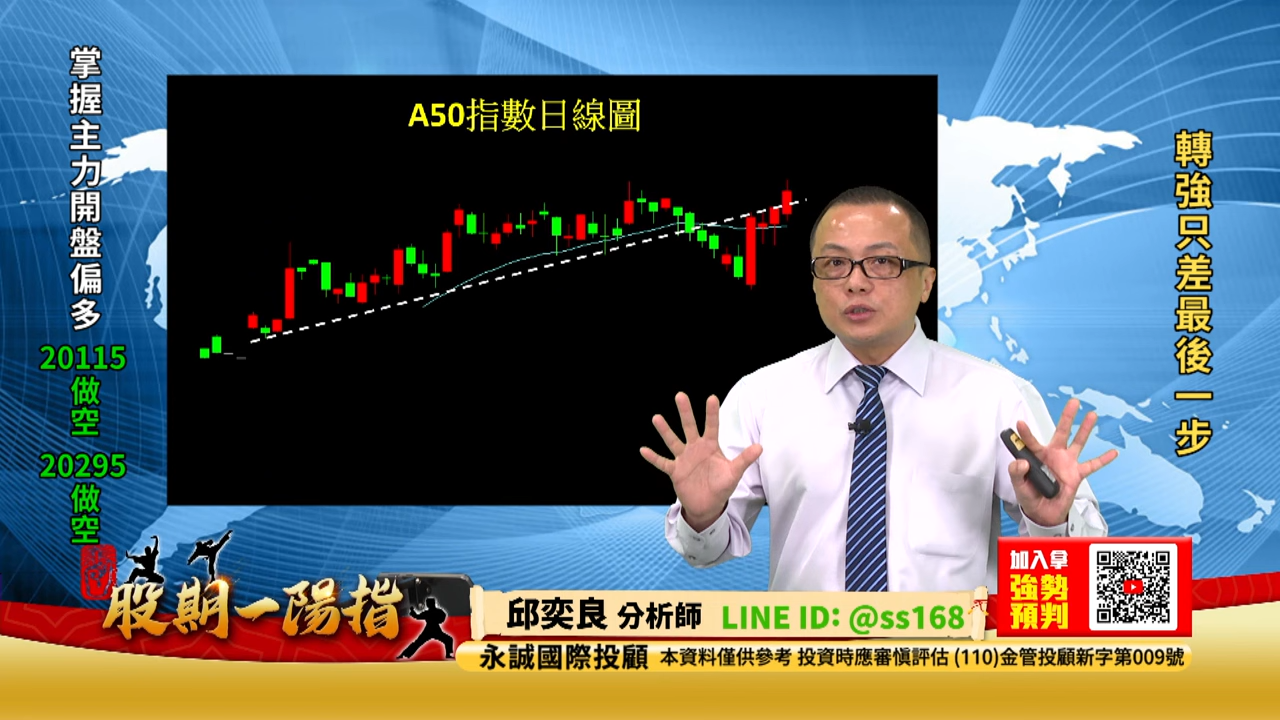 掌握主力開盤偏多
20115
做空
20295
做空
A50指數日線圖
轉強只差最後一步
股期一陽指
邱奕良 分析師 LINE ID: @ss168
加入拿
強勢
預判
永誠國際投顧 本資料僅供參考 投資時應審慎評估 (110)金管投顧新字第009號